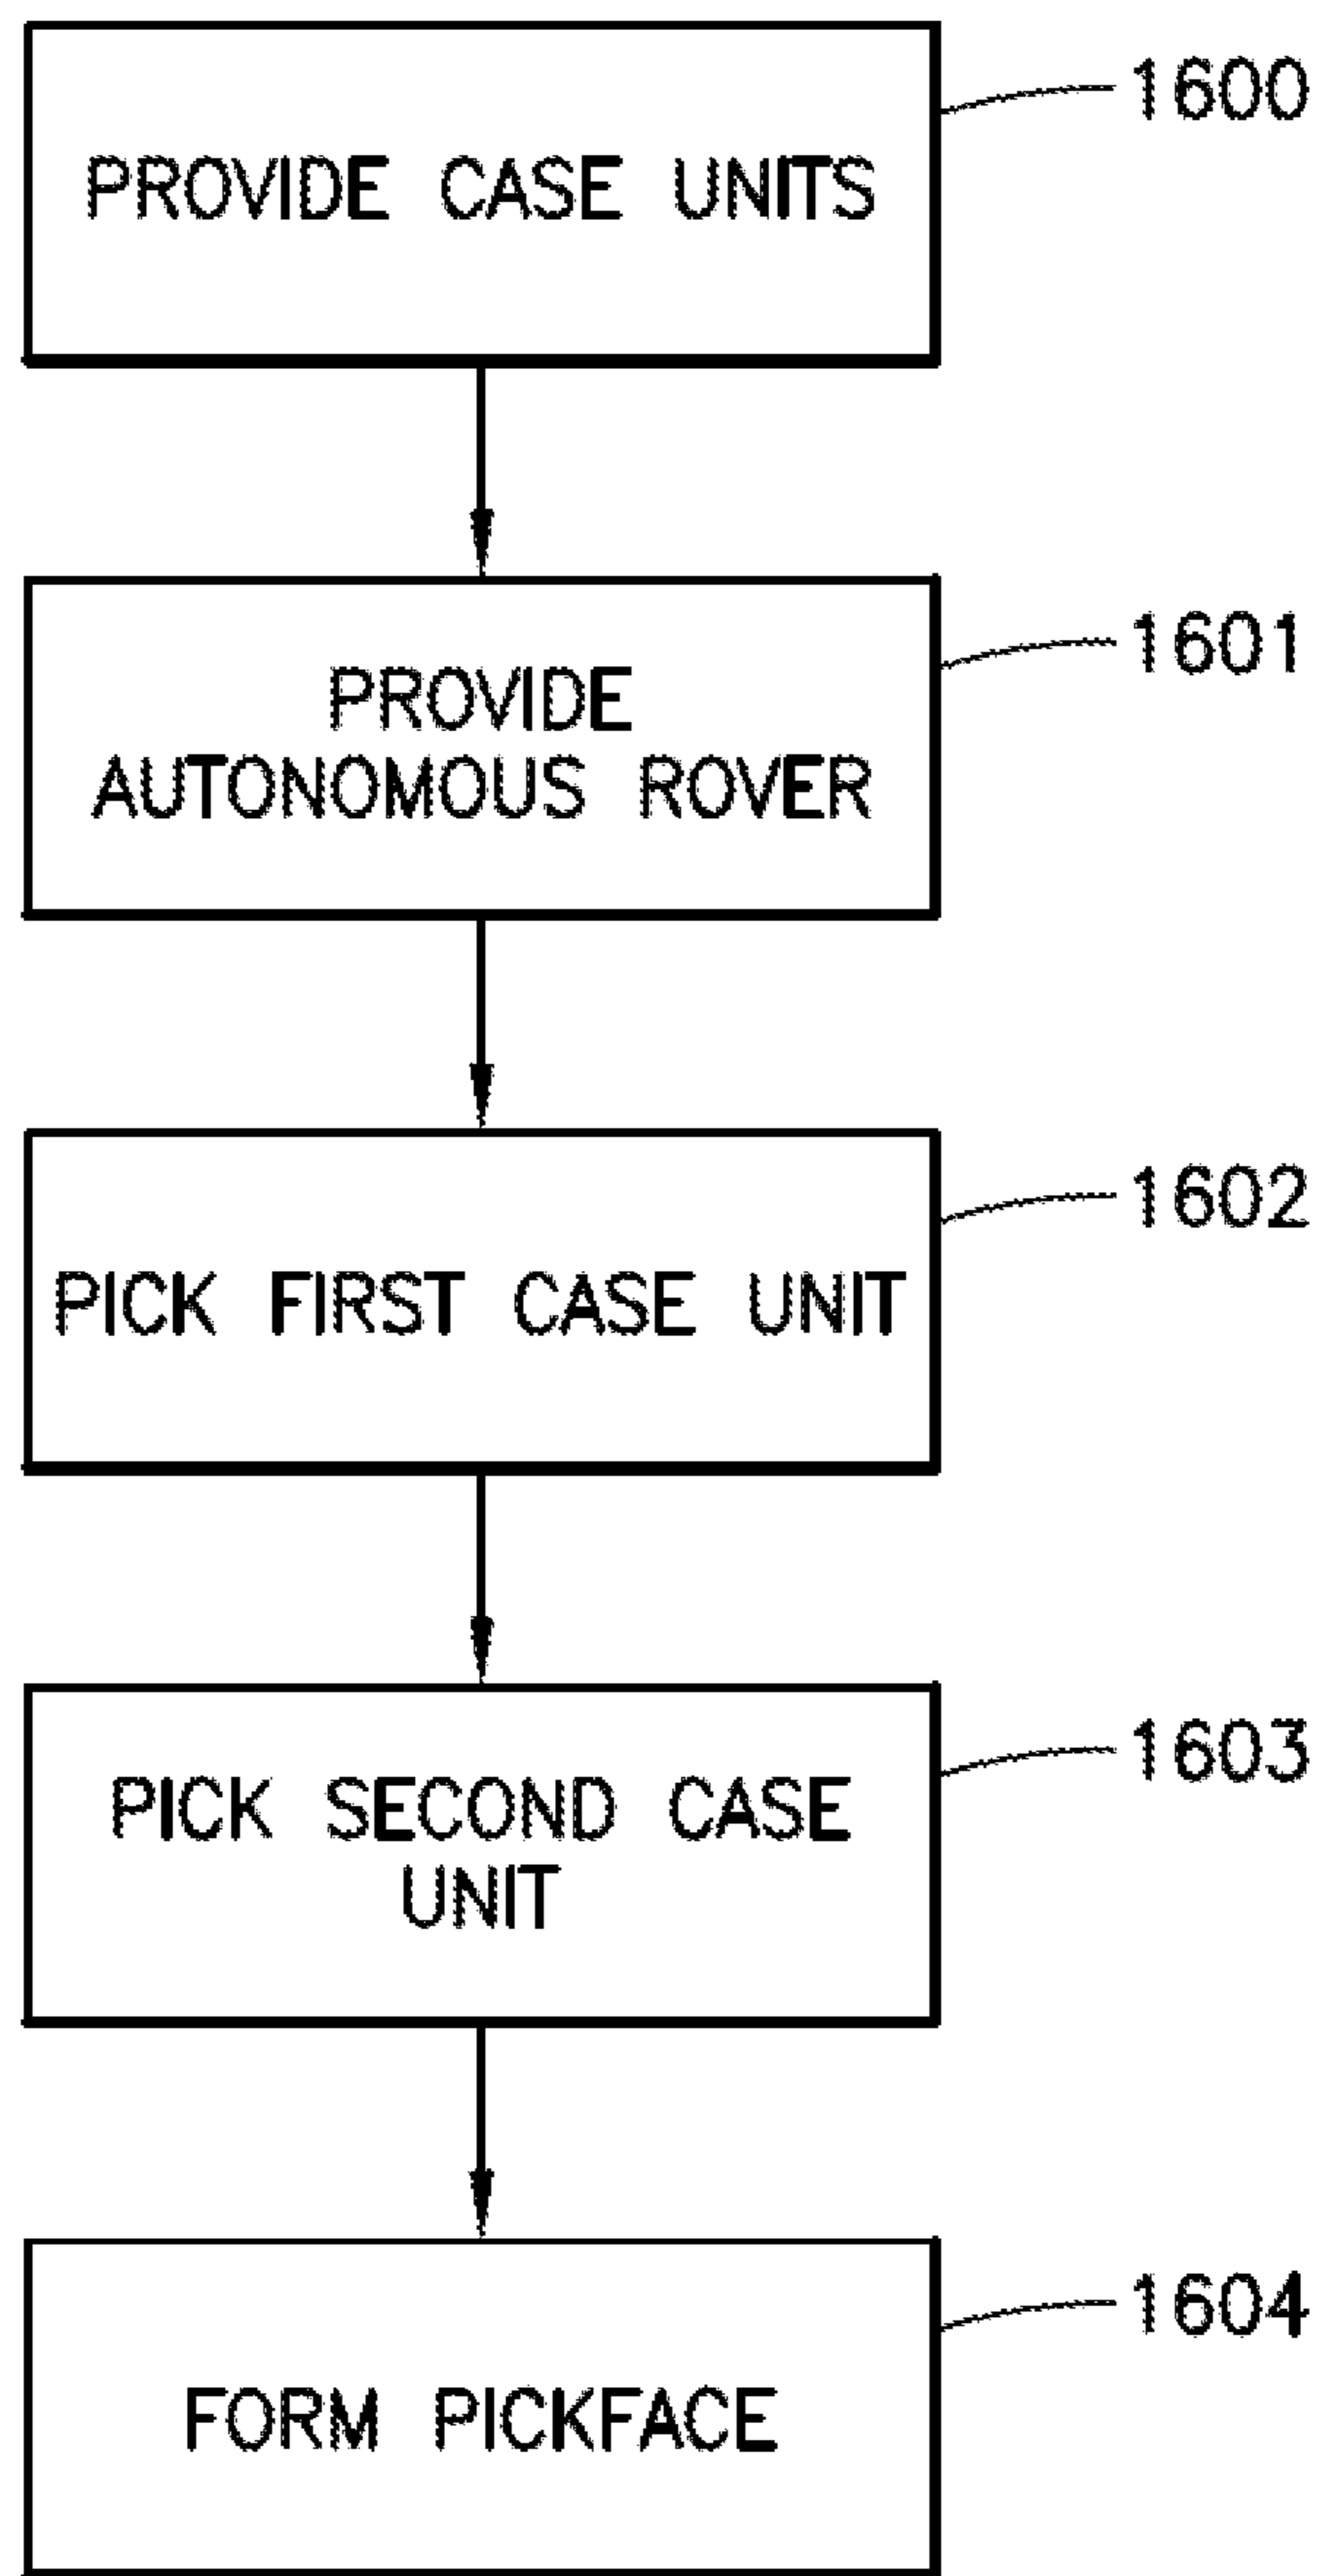 PROVIDE CASE UNITS
1600
PROVIDE
AUTONOMOUS ROVER
1601
PICK FIRST CASE UNIT
1602
PICK SECOND CASE
UNIT
1603
FORM PICKFACE
1604